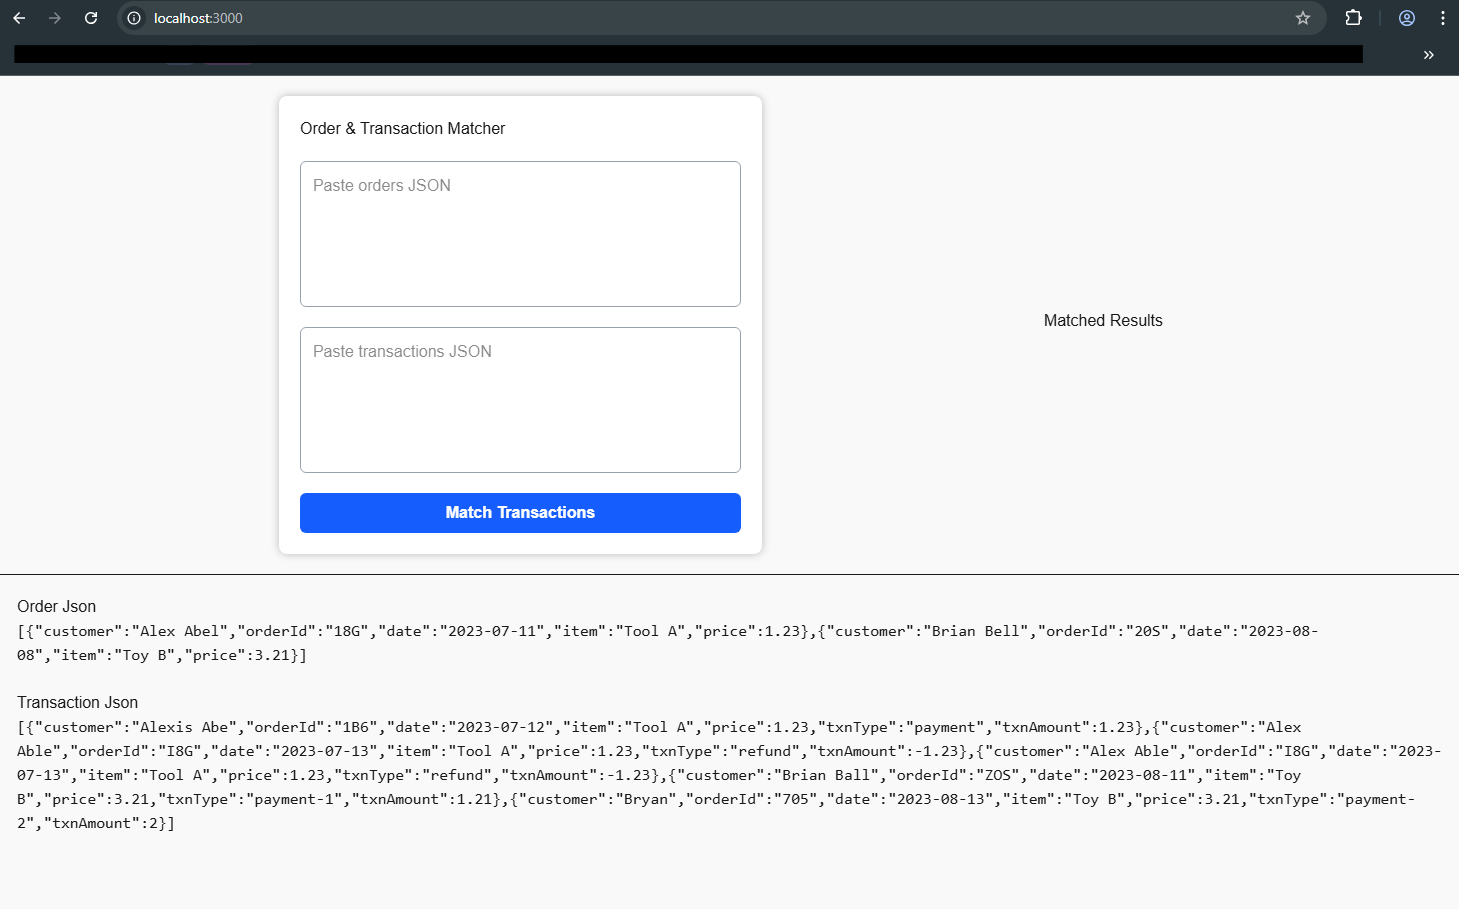 localhost:3000
Order & Transaction Matcher
Paste orders JSON
Paste transactions JSON
Match Transactions
Matched Results
Order Json
[{"customer":"Alex Abel","orderId":"18G","date":"2023-07-11","item":"Tool A","price":1.23},{"customer":"Brian Bell","orderId":"20S","date":"2023-08-
08","item":"Toy B","price":3.21}]
Transaction Json
[{"customer":"Alexis Abe","orderId":"1B6","date":"2023-07-12","item":"Tool A","price":1.23,"txnType":"payment","txnAmount":1.23},{"customer":"Alex
Able","orderId":"I8G","date":"2023-07-13","item":"Tool A","price":1.23,"txnType":"refund","txnAmount":-1.23},{"customer":"Alex Able","orderId":"I8G","date":"2023-
07-13","item":"Tool A","price":1.23,"txnType":"refund","txnAmount":-1.23},{"customer":"Brian Ball","orderId":"ZOS","date":"2023-08-11","item":"Toy
B","price":3.21,"txnType":"payment-1","txnAmount":1.21},{"customer":"Bryan","orderId":"705","date":"2023-08-13","item":"Toy B","price":3.21,"txnType":"payment-
2","txnAmount":2}]